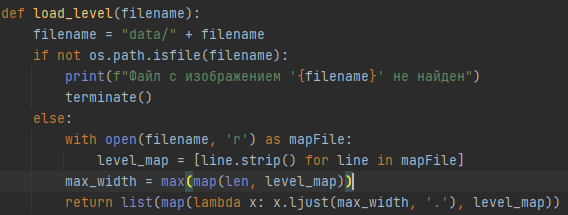 def load_level(filename):
    filename = "data/" + filename
    if not os.path.isfile(filename):
        print(f"Файл с изображением '{filename}' не найден")
        terminate()
    else:
        with open(filename, 'r') as mapFile:
            level_map = [line.strip() for line in mapFile]
        max_width = max(map(len, level_map))
        return list(map(lambda x: x.ljust(max_width, '.'), level_map))